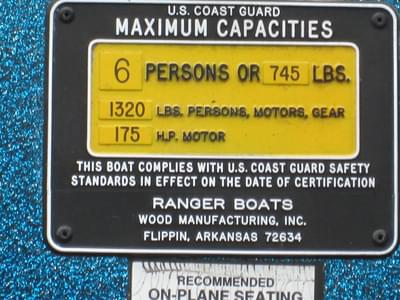 U.S. COAST GUARD
MAXIMUM CAPACITIES
6 PERSONS OR 745 LBS.
1320 LBS. PERSONS, MOTORS, GEAR
175 H.P. MOTOR
THIS BOAT COMPLIES WITH U.S. COAST GUARD SAFETY
STANDARDS IN EFFECT ON THE DATE OF CERTIFICATION
RANGER BOATS
WOOD MANUFACTURING, INC.
FLIPPIN, ARKANSAS 72634
RECOMMENDED
ON-PLANE SEATING